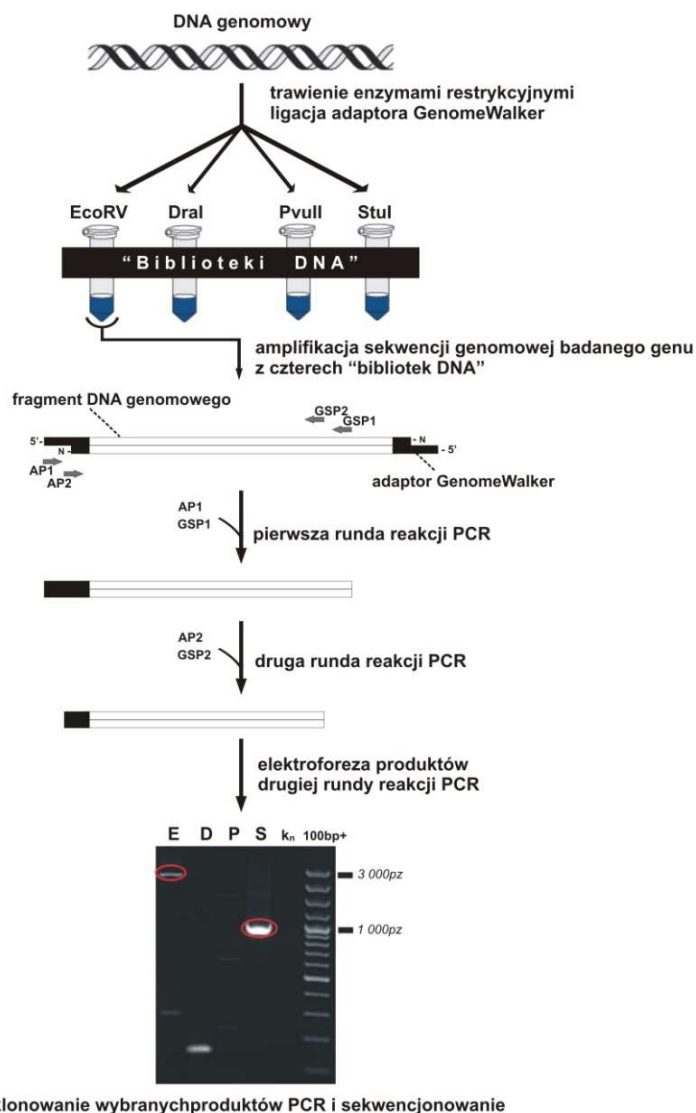 DNA genomowy
trawienie enzymami restrykcyjnymi
ligacja adaptora GenomeWalker
EcoRV DraI PvuII StuI
“Biblioteki DNA”
amplifikacja sekwencji genomowej badanego genu
z czterech “bibliotek DNA”
fragment DNA genomowego
GSP2
GSP1
5'- - N
N - - 5'
AP1
AP2
adaptor GenomeWalker
AP1
GSP1
pierwsza runda reakcji PCR
AP2
GSP2
druga runda reakcji PCR
elektroforeza produktów
drugiej rundy reakcji PCR
E D P S kn 100bp+
3 000pz
1 000pz
klonowanie wybranychproduktów PCR i sekwencjonowanie